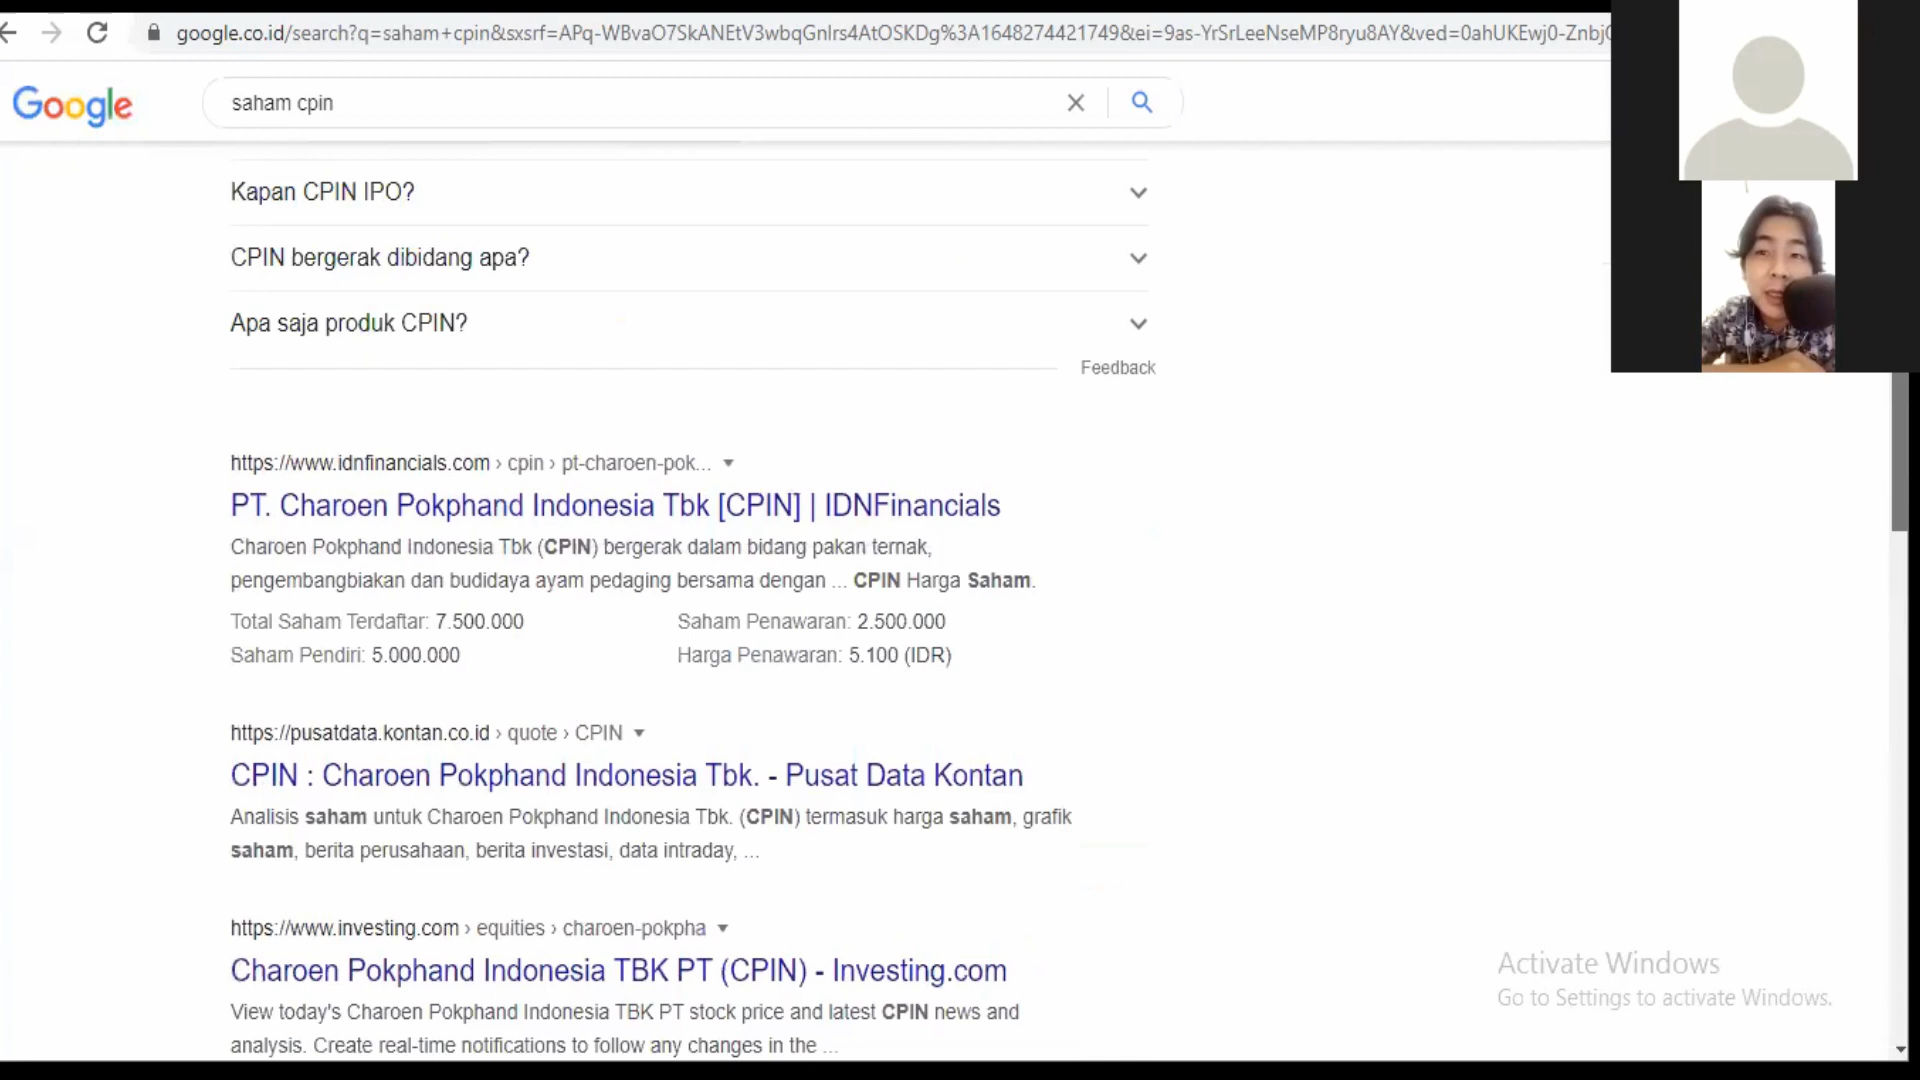 google.co.id/search?q=saham+cpin&sxsrf=APq-WBvaO7SkANEtV3wbqGnlrs4AtOSKDg%3A1648274421749&ei=9as-YrSrLeeNseMP8ryu8AY&ved=0ahUKEwj0-Znbj
Google
saham cpin
Kapan CPIN IPO?
CPIN bergerak dibidang apa?
Apa saja produk CPIN?
Feedback
https://www.idnfinancials.com › cpin › pt-charoen-pok...
PT. Charoen Pokphand Indonesia Tbk [CPIN] | IDNFinancials
Charoen Pokphand Indonesia Tbk (CPIN) bergerak dalam bidang pakan ternak,
pengembangbiakan dan budidaya ayam pedaging bersama dengan ... CPIN Harga Saham.
Total Saham Terdaftar: 7.500.000 Saham Penawaran: 2.500.000
Saham Pendiri: 5.000.000 Harga Penawaran: 5.100 (IDR)
https://pusatdata.kontan.co.id › quote › CPIN
CPIN : Charoen Pokphand Indonesia Tbk. - Pusat Data Kontan
Analisis saham untuk Charoen Pokphand Indonesia Tbk. (CPIN) termasuk harga saham, grafik
saham, berita perusahaan, berita investasi, data intraday, ...
https://www.investing.com › equities › charoen-pokpha
Charoen Pokphand Indonesia TBK PT (CPIN) - Investing.com
View today's Charoen Pokphand Indonesia TBK PT stock price and latest CPIN news and
analysis. Create real-time notifications to follow any changes in the ...
Activate Windows
Go to Settings to activate Windows.